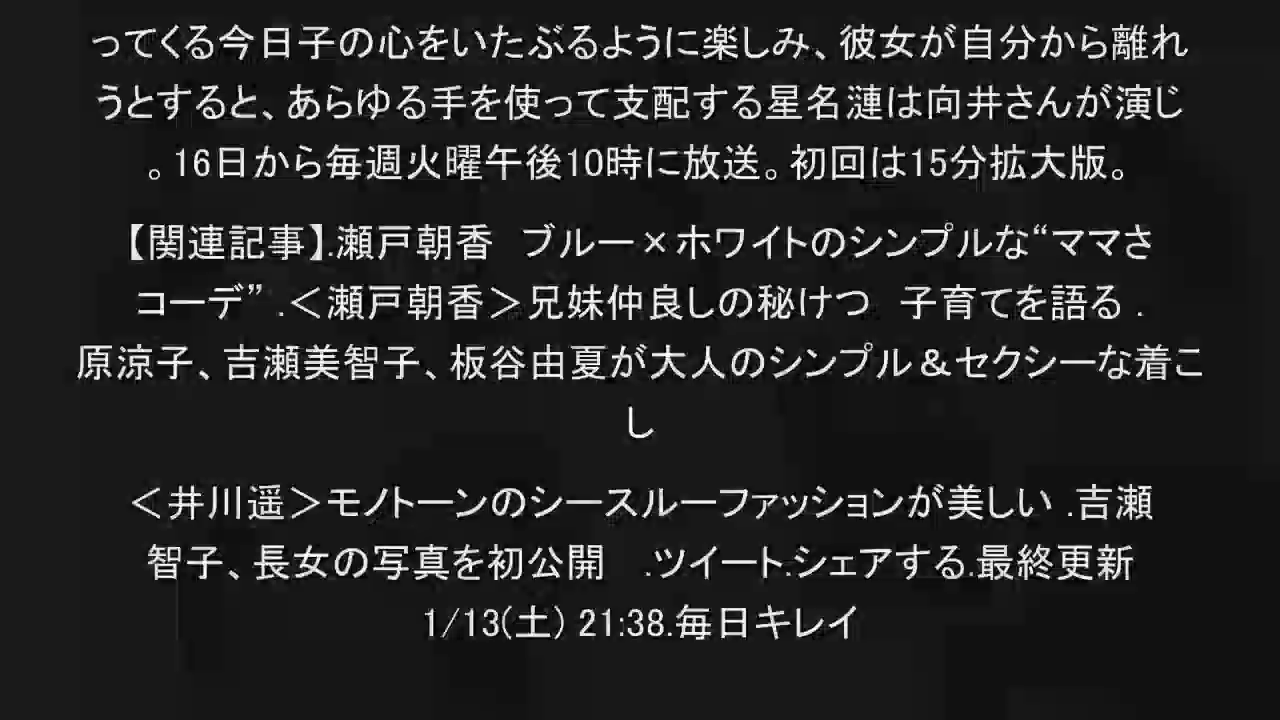 ってくる今日子の心をいたぶるように楽しみ、彼女が自分から離れ
うとすると、あらゆる手を使って支配する星名漣は向井さんが演じ
。16日から毎週火曜午後10時に放送。初回は15分拡大版。
【関連記事】.瀬戸朝香　ブルー×ホワイトのシンプルな“ママさ
コーデ” .＜瀬戸朝香＞兄妹仲良しの秘けつ　子育てを語る .
原涼子、吉瀬美智子、板谷由夏が大人のシンプル＆セクシーな着こ
し
＜井川遥＞モノトーンのシースルーファッションが美しい .吉瀬
智子、長女の写真を初公開　.ツイート.シェアする.最終更新
1/13(土) 21:38.毎日キレイ